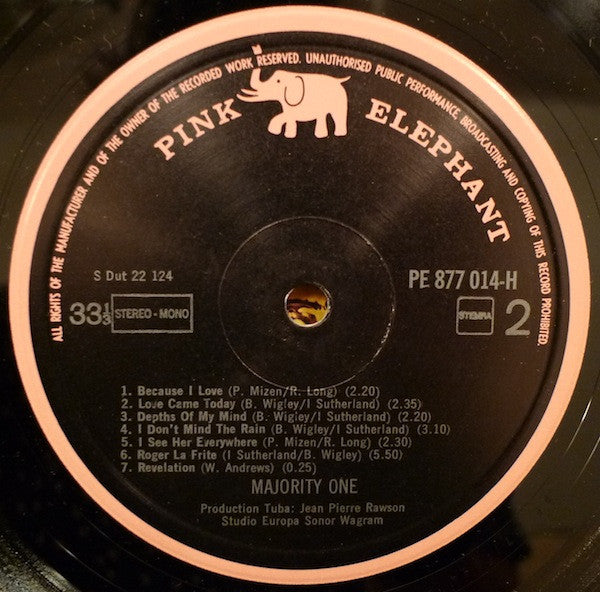 ALL RIGHTS OF THE MANUFACTURER AND OF THE OWNER OF THE RECORDED WORK RESERVED. UNAUTHORISED PUBLIC PERFORMANCE, BROADCASTING AND COPYING OF THIS RECORD PROHIBITED.
PINK ELEPHANT
S Dut 22 124
PE 877 014-H
33⅓ STEREO - MONO
STEMRA 2
1. Because I Love (P. Mizen/R. Long) (2.20)
2. Love Came Today (B. Wigley/I Sutherland) (2.35)
3. Depths Of My Mind (B. Wigley/I Sutherland) (2.20)
4. I Don't Mind The Rain (B. Wigley/I Sutherland) (3.10)
5. I See Her Everywhere (P. Mizen/R. Long) (2.30)
6. Roger La Frite (I Sutherland/B. Wigley) (5.50)
7. Revelation (W. Andrews) (0.25)
MAJORITY ONE
Production Tuba: Jean Pierre Rawson
Studio Europa Sonor Wagram